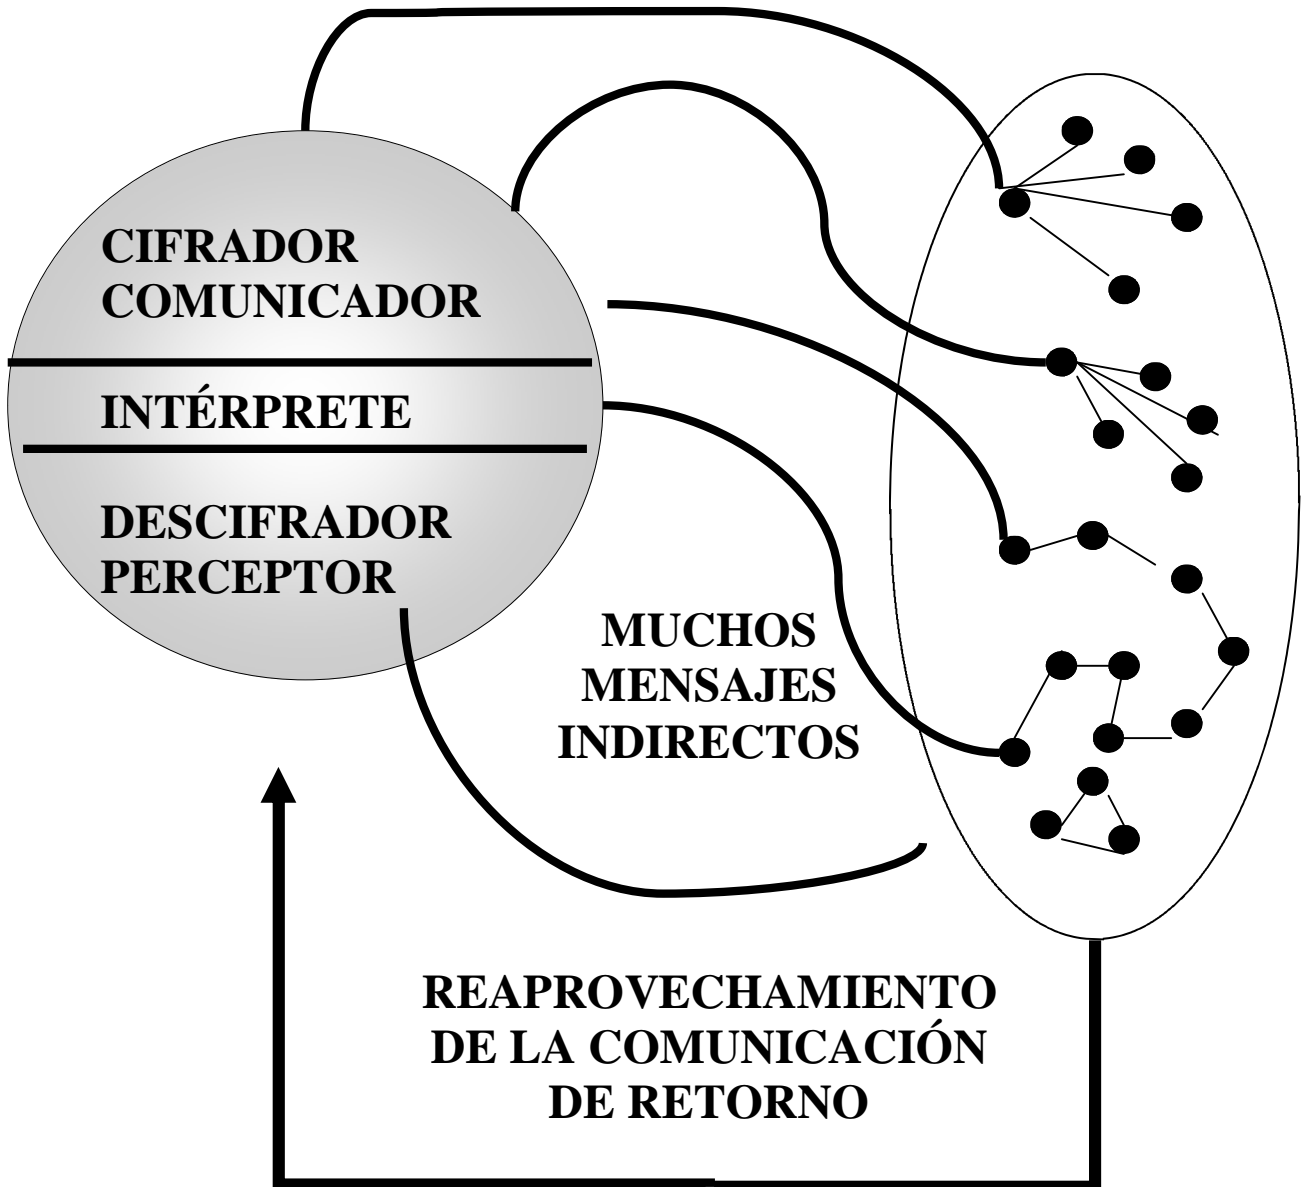 CIFRADOR
COMUNICADOR
INTÉRPRETE
DESCIFRADOR
PERCEPTOR
MUCHOS
MENSAJES
INDIRECTOS
REAPROVECHAMIENTO
DE LA COMUNICACIÓN
DE RETORNO